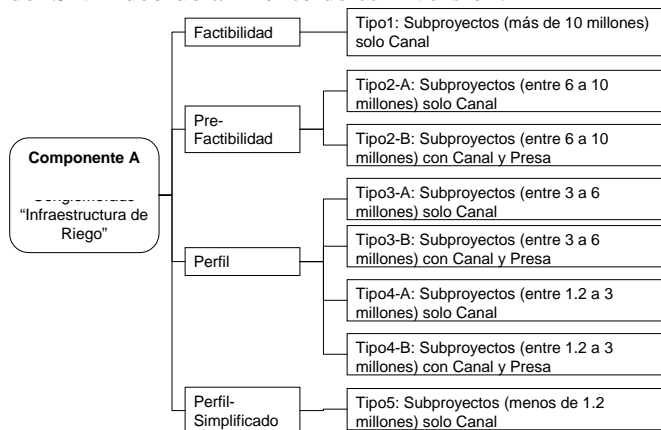 Factibilidad
Tipo1: Subproyectos (más de 10 millones)
solo Canal
Pre-
Factibilidad
Tipo2-A: Subproyectos (entre 6 a 10
millones) solo Canal
Tipo2-B: Subproyectos (entre 6 a 10
millones) con Canal y Presa
Componente A
“Infraestructura de
Riego”
Perfil
Tipo3-A: Subproyectos (entre 3 a 6
millones) solo Canal
Tipo3-B: Subproyectos (entre 3 a 6
millones) con Canal y Presa
Tipo4-A: Subproyectos (entre 1.2 a 3
millones) solo Canal
Tipo4-B: Subproyectos (entre 1.2 a 3
millones) con Canal y Presa
Perfil-
Simplificado
Tipo5: Subproyectos (menos de 1.2
millones) solo Canal